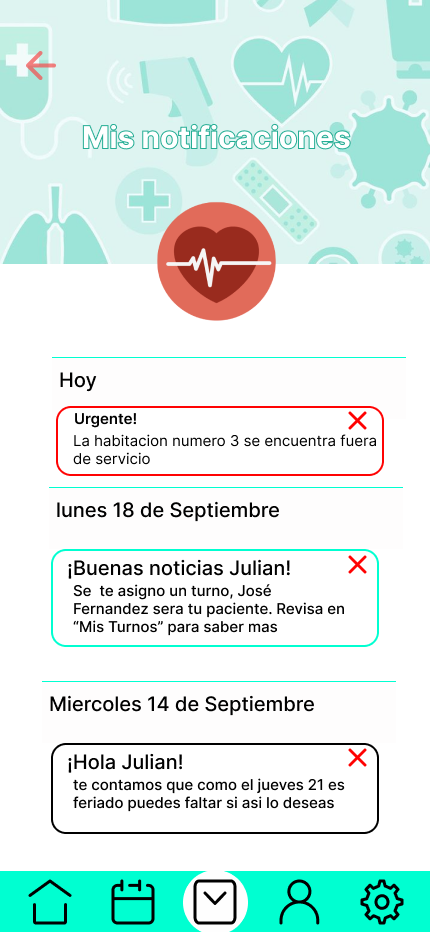 Mis notificaciones
Hoy
Urgente!
La habitacion numero 3 se encuentra fuera
de servicio
lunes 18 de Septiembre
¡Buenas noticias Julian!
Se  te asigno un turno, José
Fernandez sera tu paciente. Revisa en
“Mis Turnos” para saber mas
Miercoles 14 de Septiembre
¡Hola Julian!
te contamos que como el jueves 21 es
feriado puedes faltar si asi lo deseas